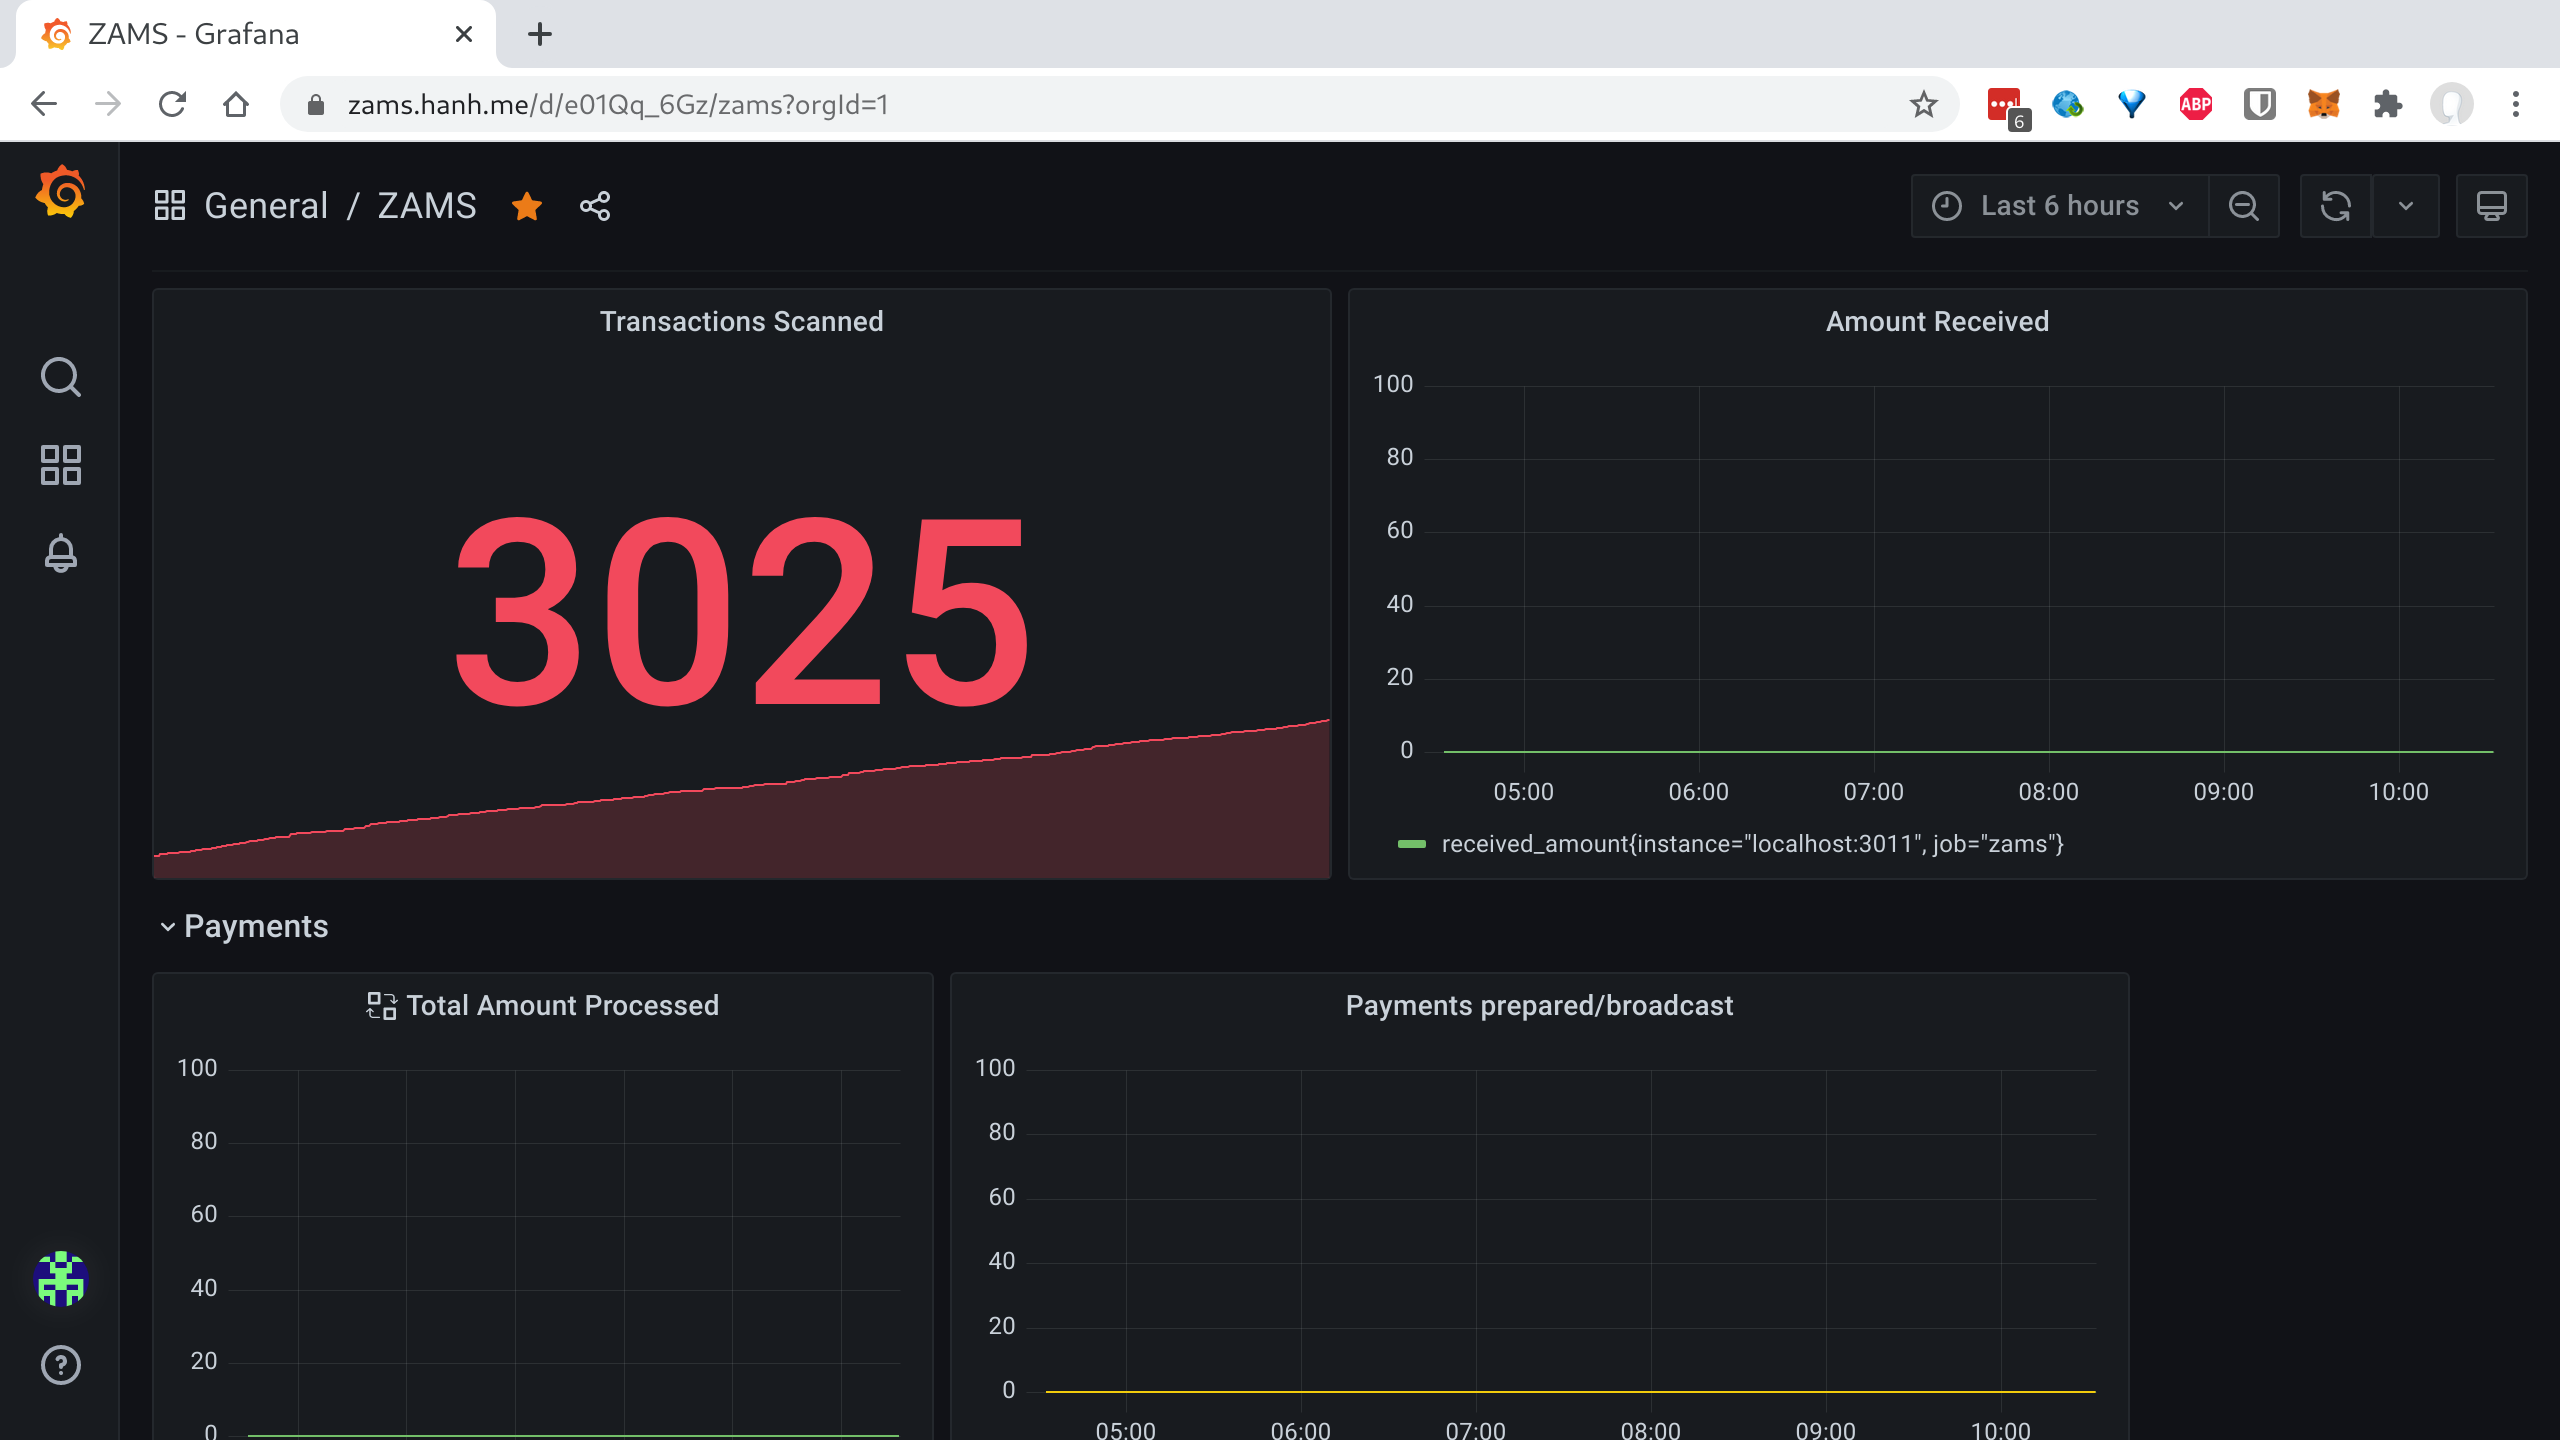 ZAMS - Grafana
zams.hanh.me/d/e01Qq_6Gz/zams?orgId=1
6
ABP
General / ZAMS
Last 6 hours
Transactions Scanned
3025
Amount Received
100
80
60
40
20
0
05:00 06:00 07:00 08:00 09:00 10:00
received_amount{instance="localhost:3011", job="zams"}
Payments
Total Amount Processed
100
80
60
40
20
0
Payments prepared/broadcast
100
80
60
40
20
0
05:00 06:00 07:00 08:00 09:00 10:00